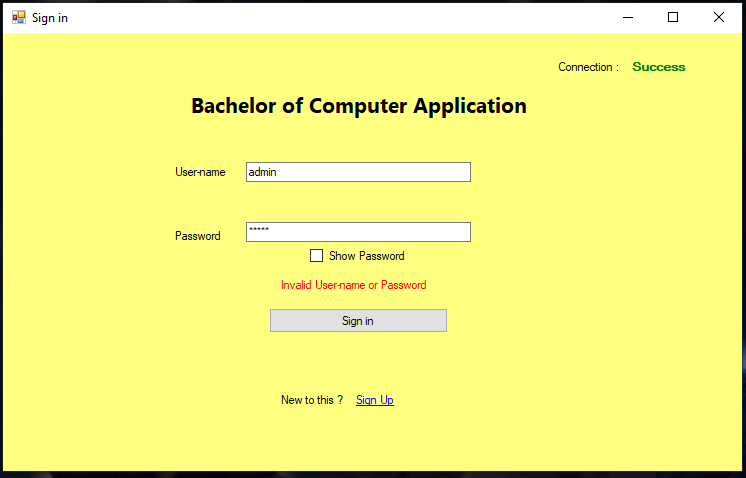 Sign in
Connection : Success
Bachelor of Computer Application
User-name admin
Password *****
Show Password
Invalid User-name or Password
Sign in
New to this ? Sign Up